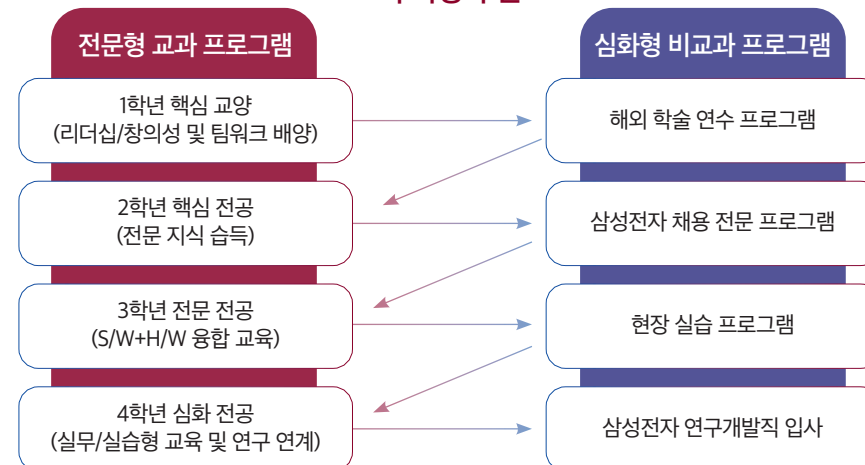 전문형 교과 프로그램
심화형 비교과 프로그램
1학년 핵심 교양
(리더십/창의성 및 팀워크 배양)
해외 학술 연수 프로그램
2학년 핵심 전공
(전문 지식 습득)
삼성전자 채용 전문 프로그램
3학년 전문 전공
(S/W+H/W 융합 교육)
현장 실습 프로그램
4학년 심화 전공
(실무/실습형 교육 및 연구 연계)
삼성전자 연구개발직 입사